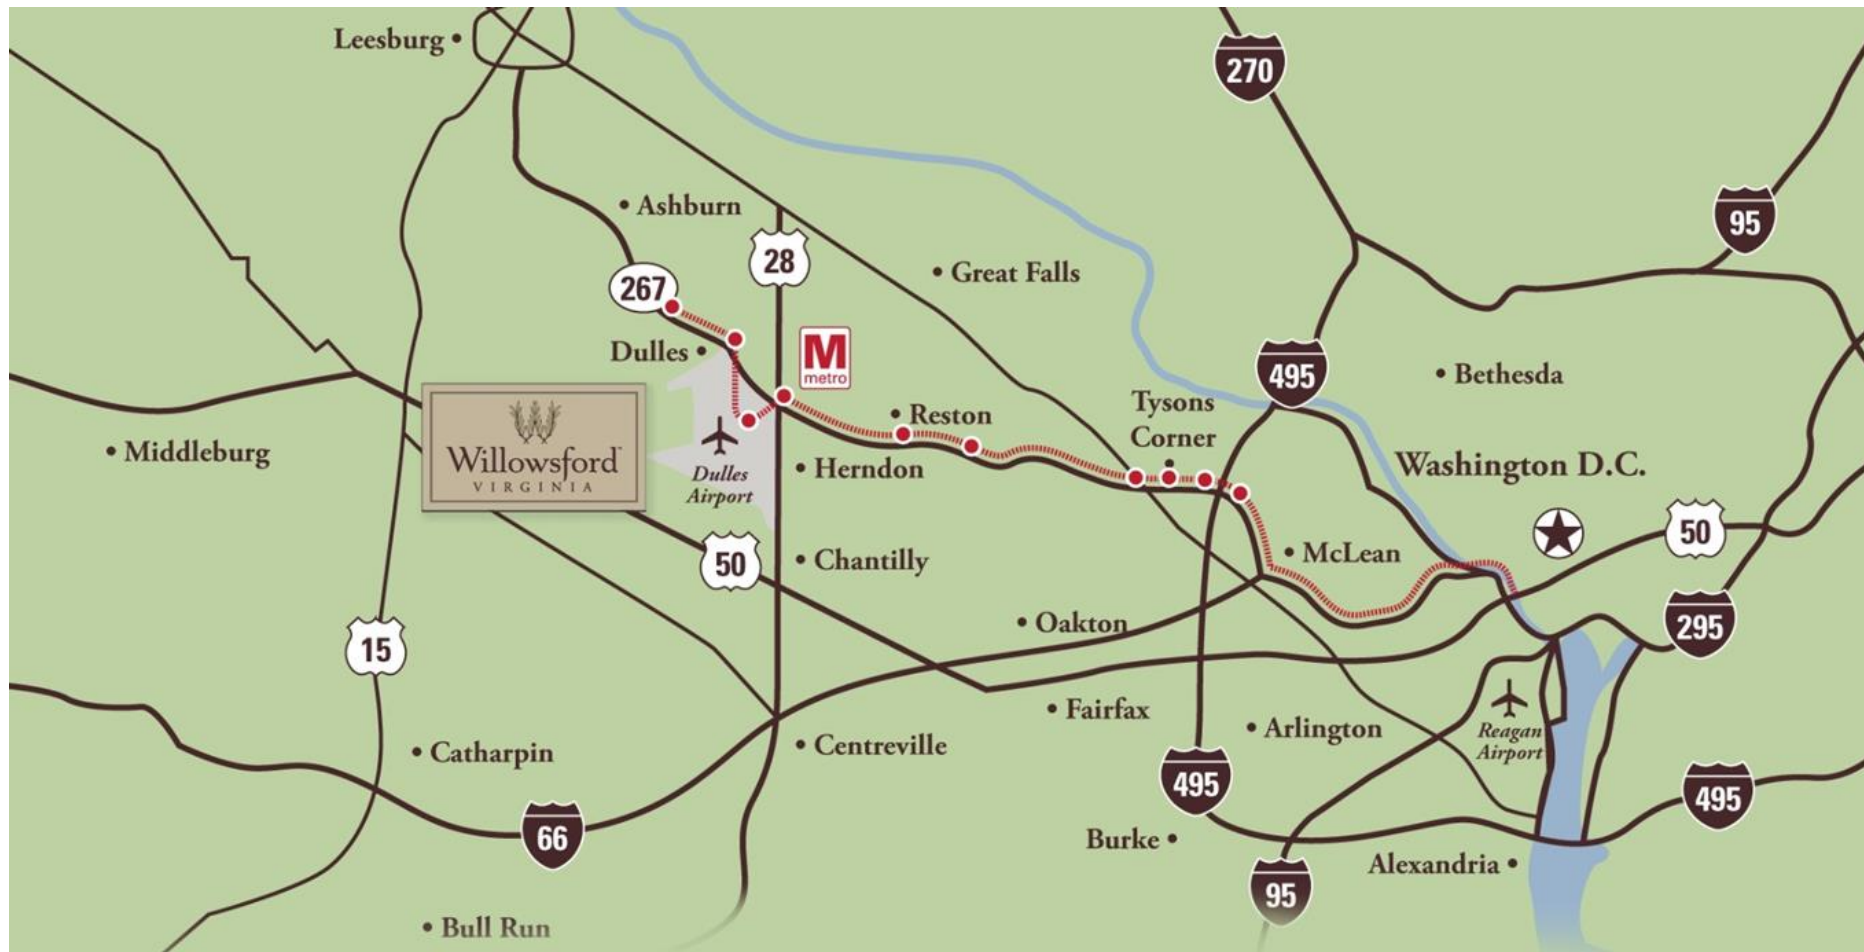 Leesburg
270
95
Ashburn
28
Great Falls
267
Dulles
M
metro
495
Bethesda
Tysons
Corner
Reston
Willowsford™
VIRGINIA
Middleburg
Dulles
Airport
Herndon
Washington D.C.
50
50
Chantilly
McLean
15
Oakton
295
Fairfax
Arlington
Reagan
Airport
Catharpin
Centreville
495
495
66
Burke
Alexandria
95
Bull Run